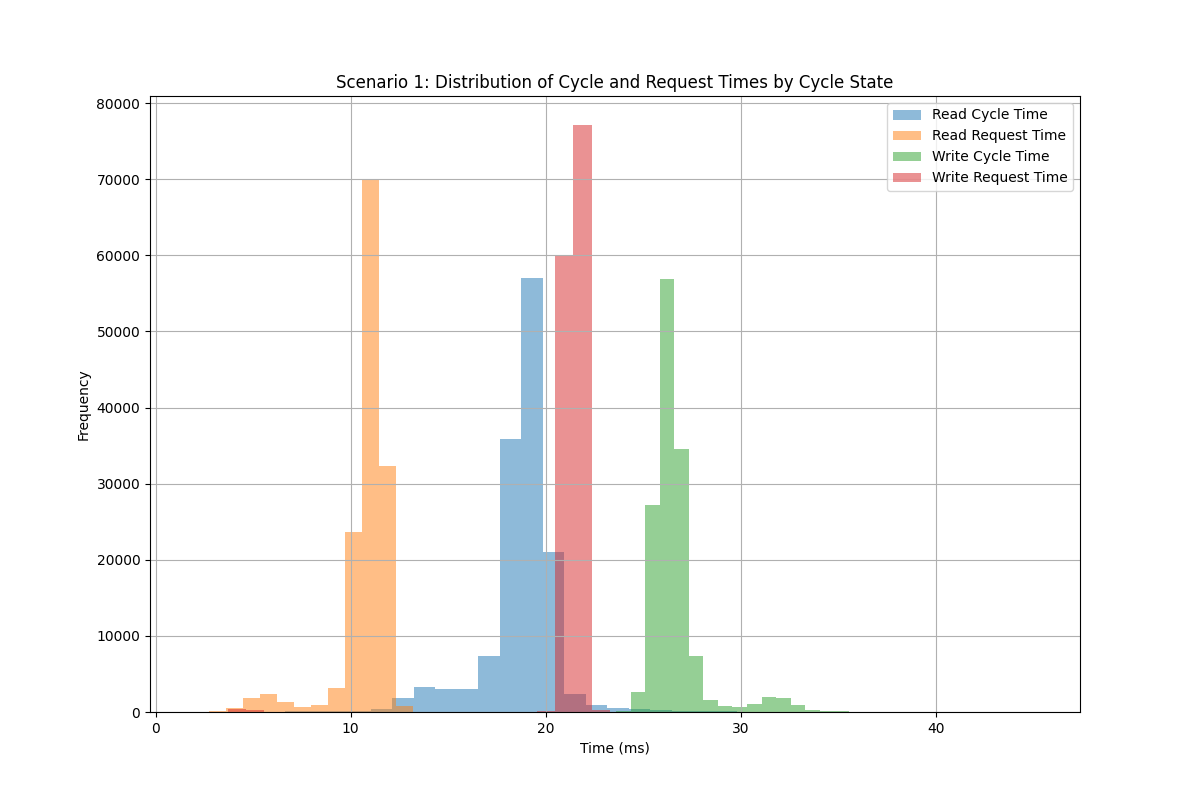 Scenario 1: Distribution of Cycle and Request Times by Cycle State
80000
70000
60000
50000
40000
30000
20000
10000
0
Frequency
Read Cycle Time
Read Request Time
Write Cycle Time
Write Request Time
0 10 20 30 40
Time (ms)